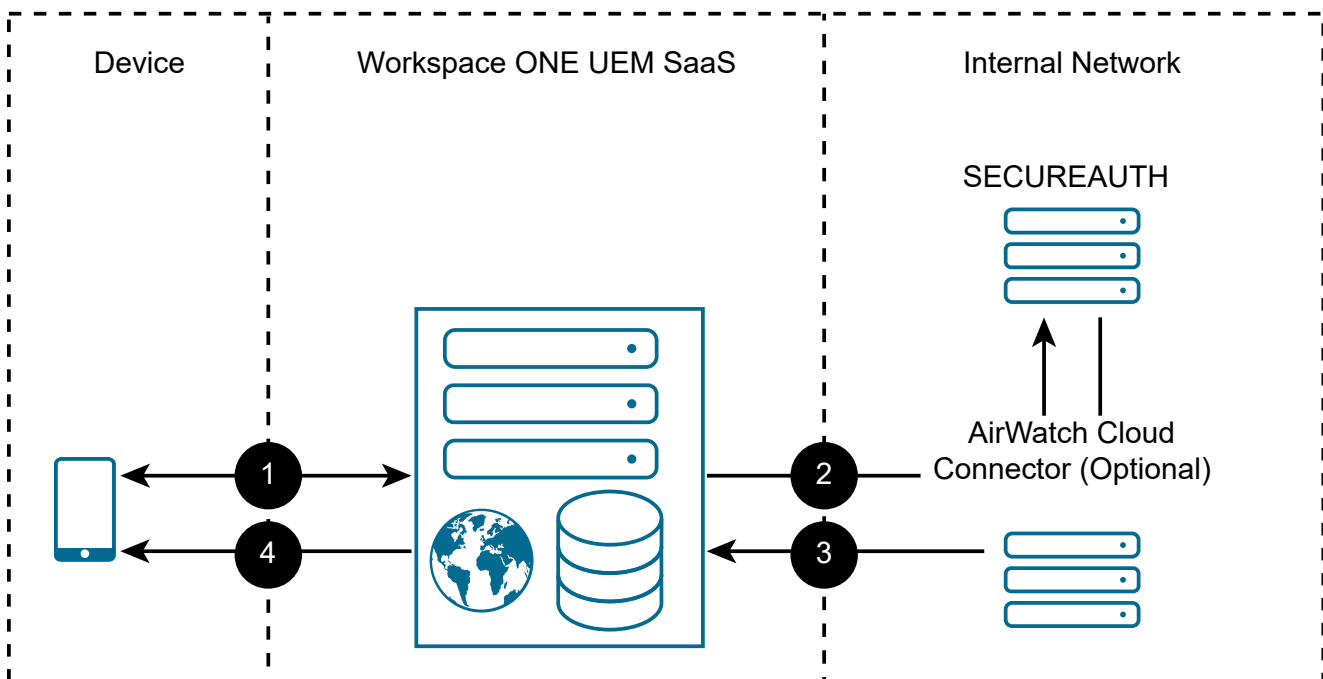 Device
Workspace ONE UEM SaaS
Internal Network
SECUREAUTH
AirWatch Cloud
Connector (Optional)
1
2
4
3